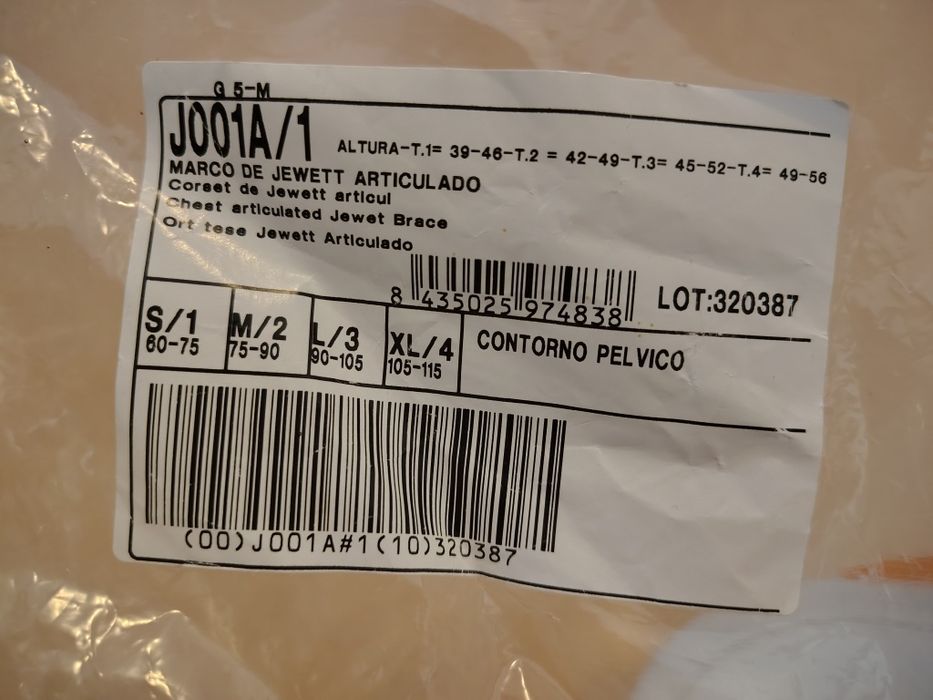 G 5-M
J001A/1 ALTURA-T.1= 39-46-T.2 = 42-49-T.3= 45-52-T.4= 49-56
MARCO DE JEWETT ARTICULADO
Corset de Jewett articul
Chest articulated Jewet Brace
Ort tese Jewett Articulado
8 435025 974838
LOT:320387
S/1 M/2 L/3 XL/4 CONTORNO PELVICO
60-75 75-90 90-105 105-115
(00)J001A#1(10)320387